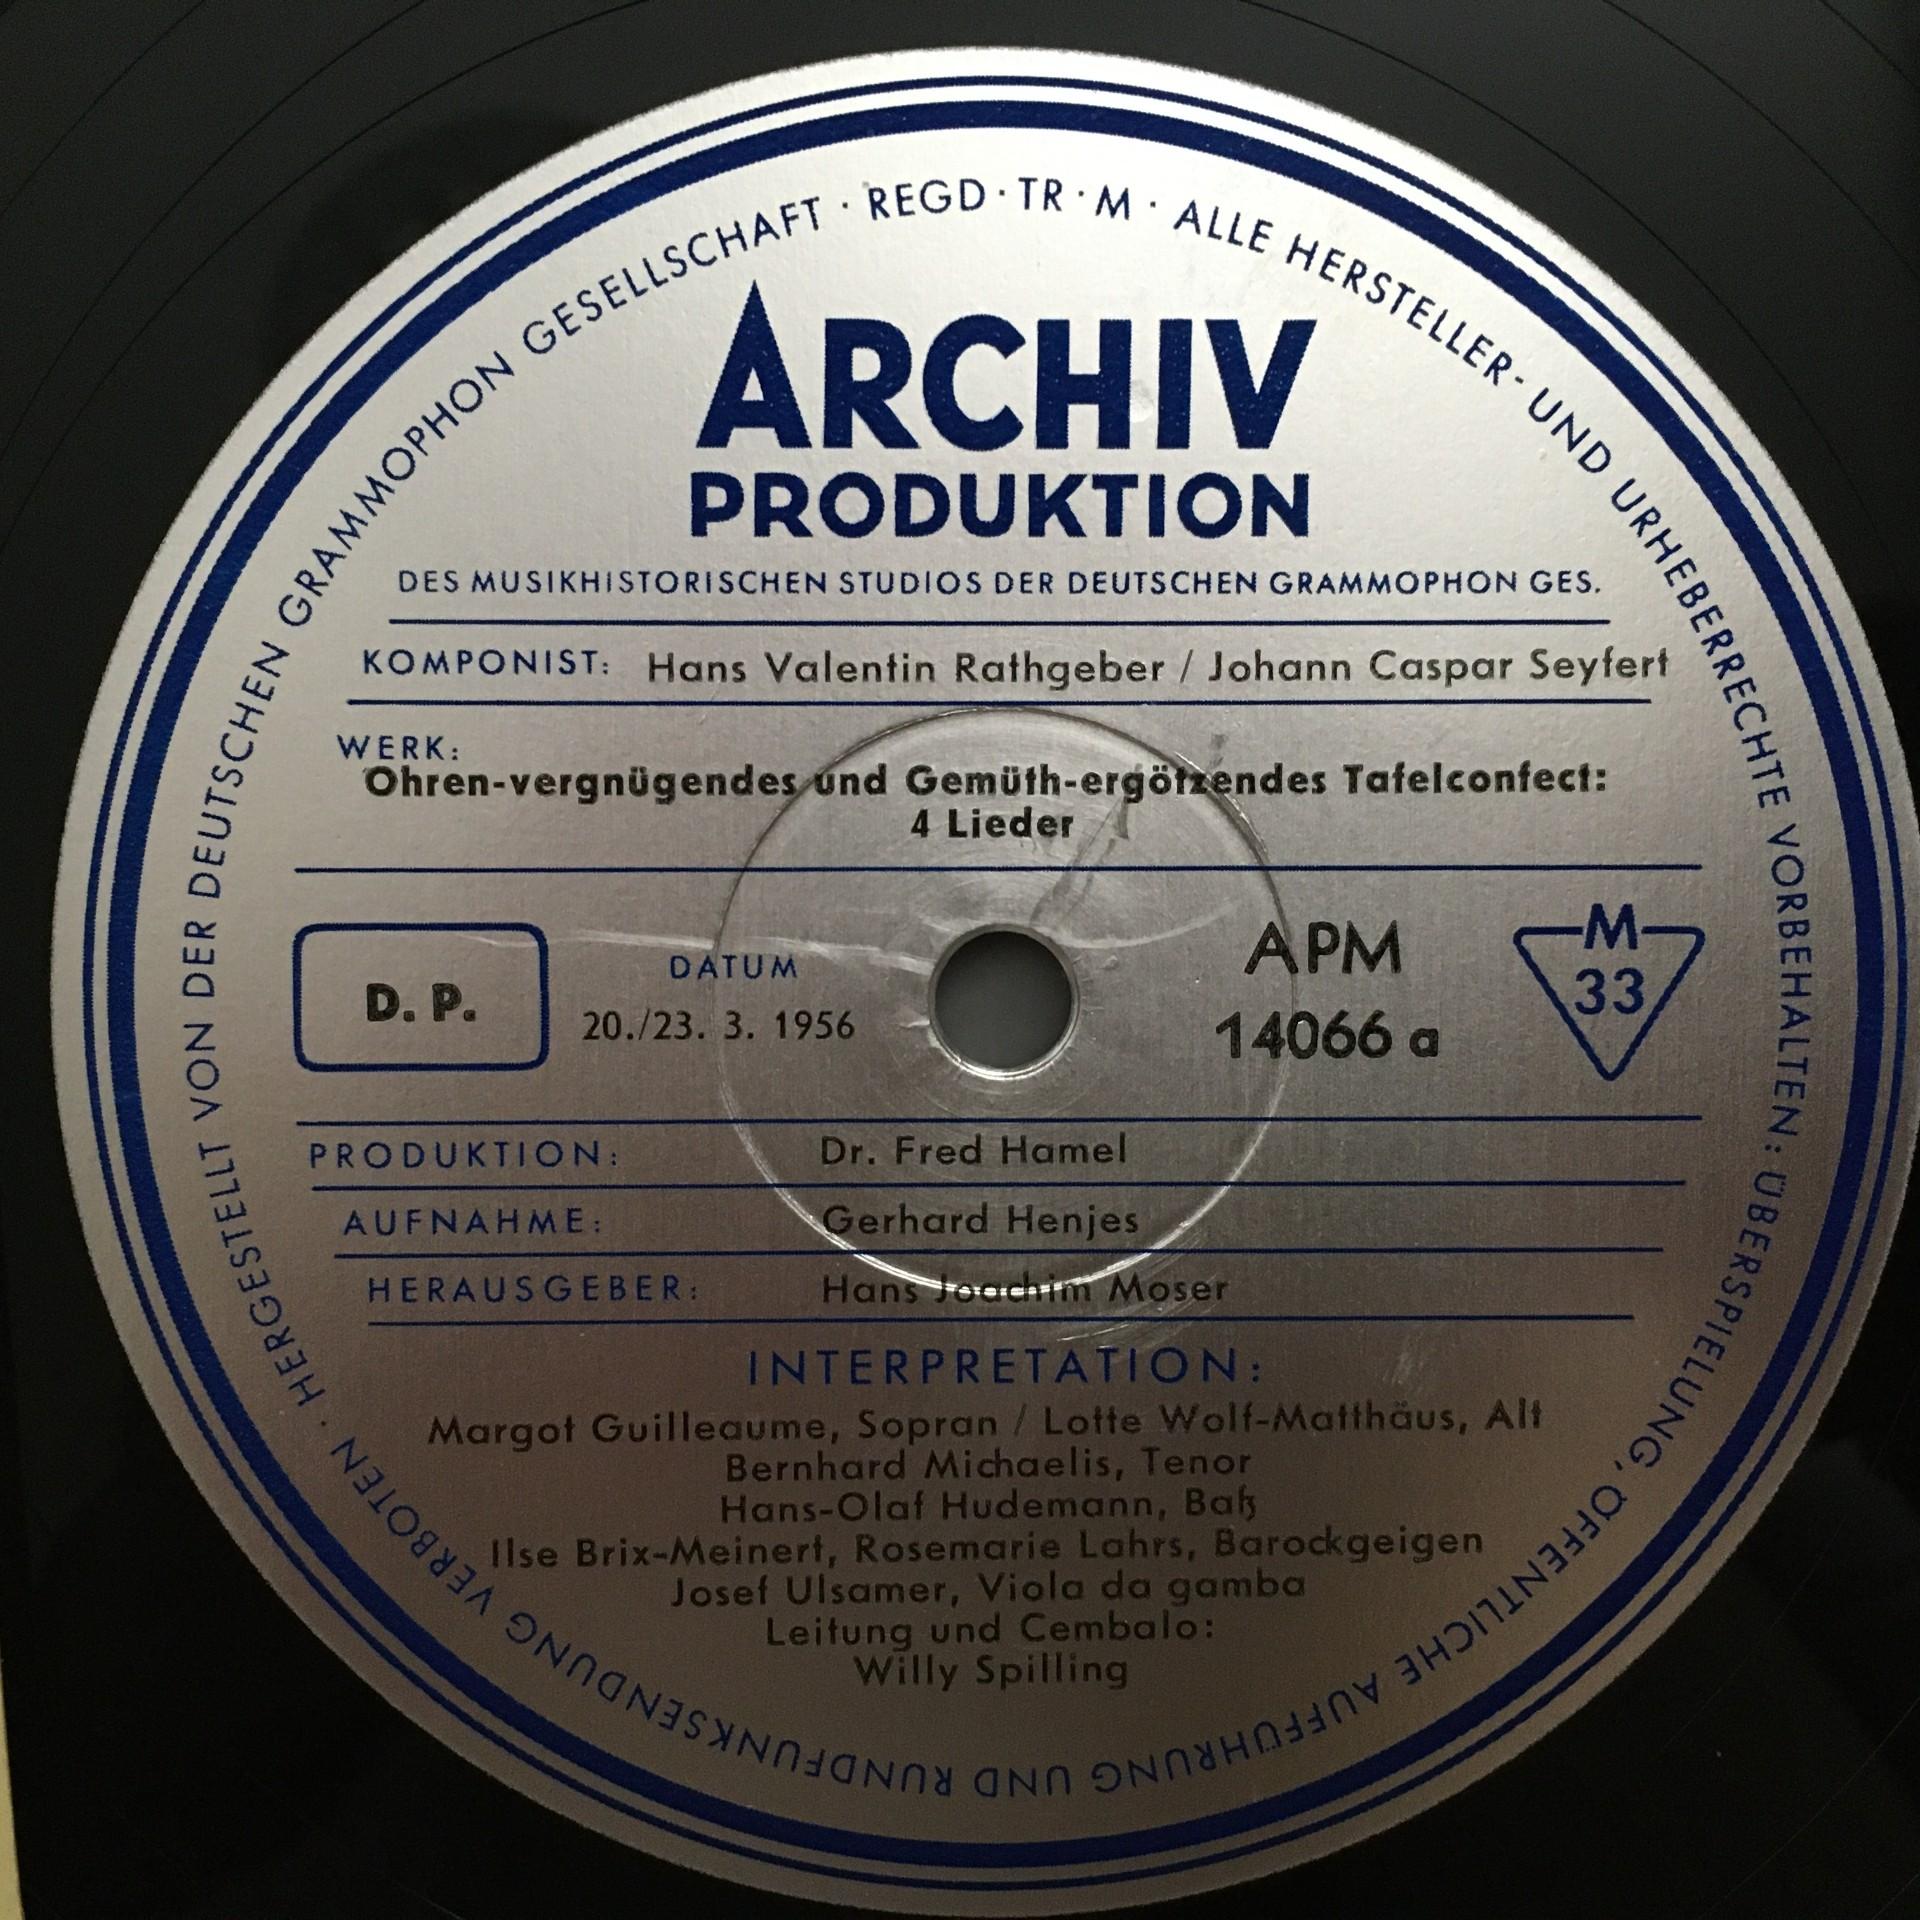 HERGESTELLT VON DER DEUTSCHEN GRAMMOPHON GESELLSCHAFT · REGD · TR · M · ALLE HERSTELLER- UND URHEBERRECHTE VORBEHALTEN: ÜBERSPIELUNG, ÖFFENTLICHE AUFFÜHRUNG UND RUNDFUNKSENDUNG VERBOTEN ·
ARCHIV
PRODUKTION
DES MUSIKHISTORISCHEN STUDIOS DER DEUTSCHEN GRAMMOPHON GES.
KOMPONIST: Hans Valentin Rathgeber / Johann Caspar Seyfert
WERK:
Ohren-vergnügendes und Gemüth-ergötzendes Tafelconfect:
4 Lieder
D. P.
DATUM
20./23. 3. 1956
APM
14066 a
M
33
PRODUKTION: Dr. Fred Hamel
AUFNAHME: Gerhard Henjes
HERAUSGEBER: Hans Joachim Moser
INTERPRETATION:
Margot Guilleaume, Sopran / Lotte Wolf-Matthäus, Alt
Bernhard Michaelis, Tenor
Hans-Olaf Hudemann, Baß
Ilse Brix-Meinert, Rosemarie Lahrs, Barockgeigen
Josef Ulsamer, Viola da gamba
Leitung und Cembalo:
Willy Spilling